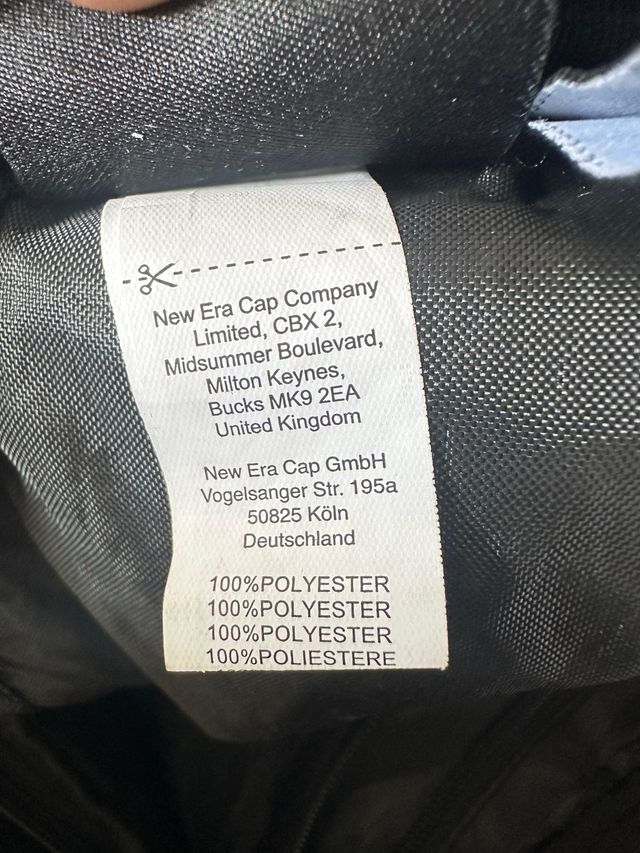 New Era Cap Company
Limited, CBX 2,
Midsummer Boulevard,
Milton Keynes,
Bucks MK9 2EA
United Kingdom
New Era Cap GmbH
Vogelsanger Str. 195a
50825 Köln
Deutschland
100%POLYESTER
100%POLYESTER
100%POLYESTER
100%POLIESTERE